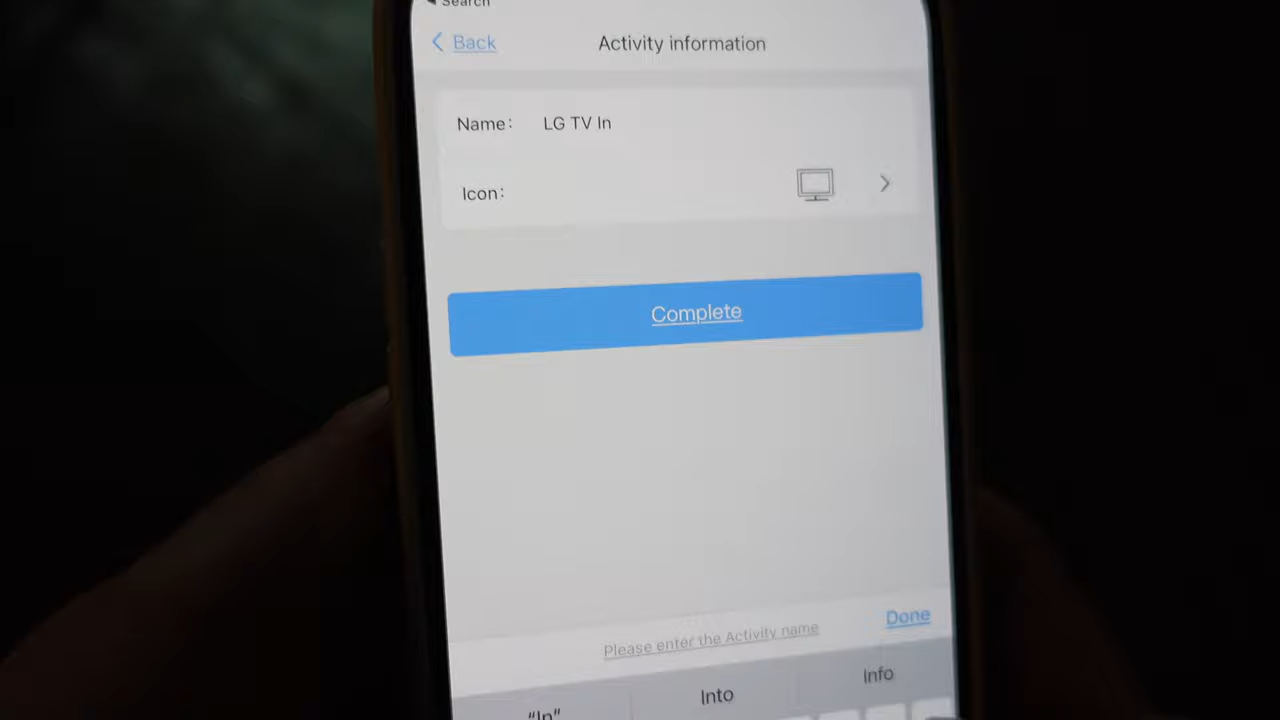 Search
Back
Activity information
Name:
LG TV In
Icon:
Complete
Please enter the Activity name
Done
"In"
Into
Info